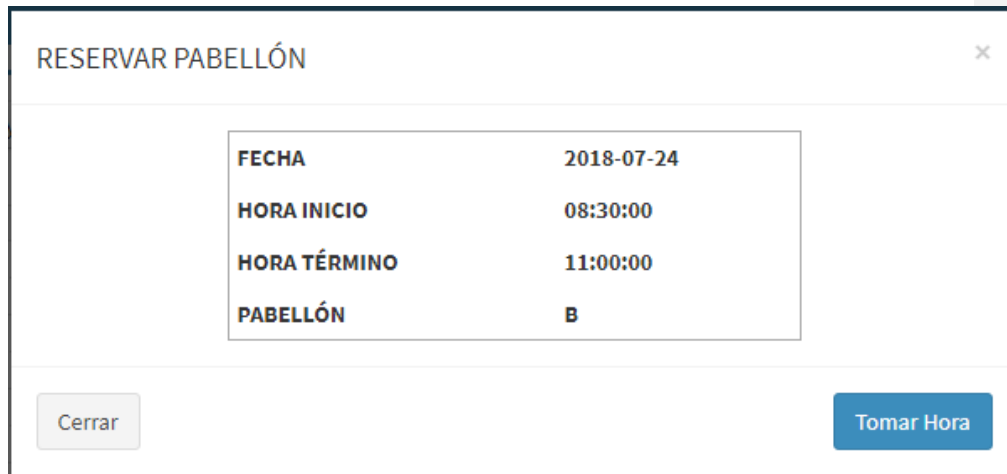 RESERVAR PABELLÓN ×
FECHA 2018-07-24
HORA INICIO 08:30:00
HORA TÉRMINO 11:00:00
PABELLÓN B
Cerrar Tomar Hora